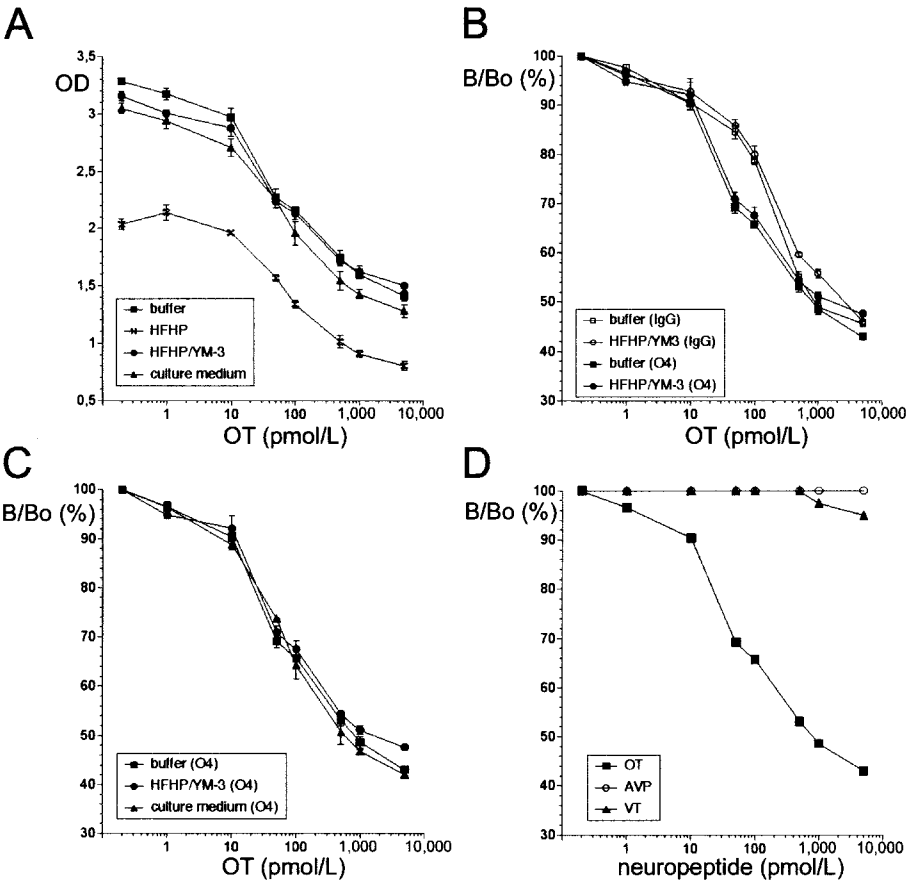 A
OD
3,5
3
2,5
2
1,5
1
0,5
buffer
HFHP
HFHP/YM-3
culture medium
1
10
100
1,000
10,000
OT (pmol/L)
B
B/Bo (%)
100
90
80
70
60
50
40
30
buffer (IgG)
HFHP/YM3 (IgG)
buffer (O4)
HFHP/YM-3 (O4)
1
10
100
1,000
10,000
OT (pmol/L)
C
B/Bo (%)
100
90
80
70
60
50
40
30
buffer (O4)
HFHP/YM-3 (O4)
culture medium (O4)
1
10
100
1,000
10,000
OT (pmol/L)
D
B/Bo (%)
100
90
80
70
60
50
40
30
OT
AVP
VT
1
10
100
1,000
10,000
neuropeptide (pmol/L)